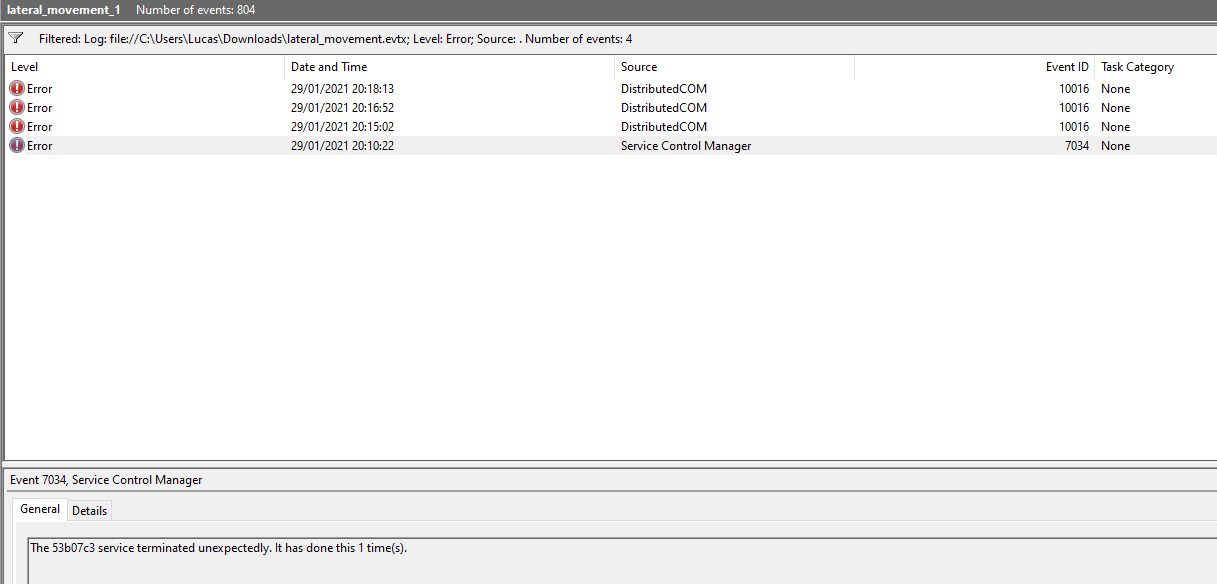 lateral_movement_1 Number of events: 804
Filtered: Log: file://C:\Users\Lucas\Downloads\lateral_movement.evtx; Level: Error; Source: . Number of events: 4
Level Date and Time Source Event ID Task Category
Error 29/01/2021 20:18:13 DistributedCOM 10016 None
Error 29/01/2021 20:16:52 DistributedCOM 10016 None
Error 29/01/2021 20:15:02 DistributedCOM 10016 None
Error 29/01/2021 20:10:22 Service Control Manager 7034 None
Event 7034, Service Control Manager
General Details
The 53b07c3 service terminated unexpectedly. It has done this 1 time(s).